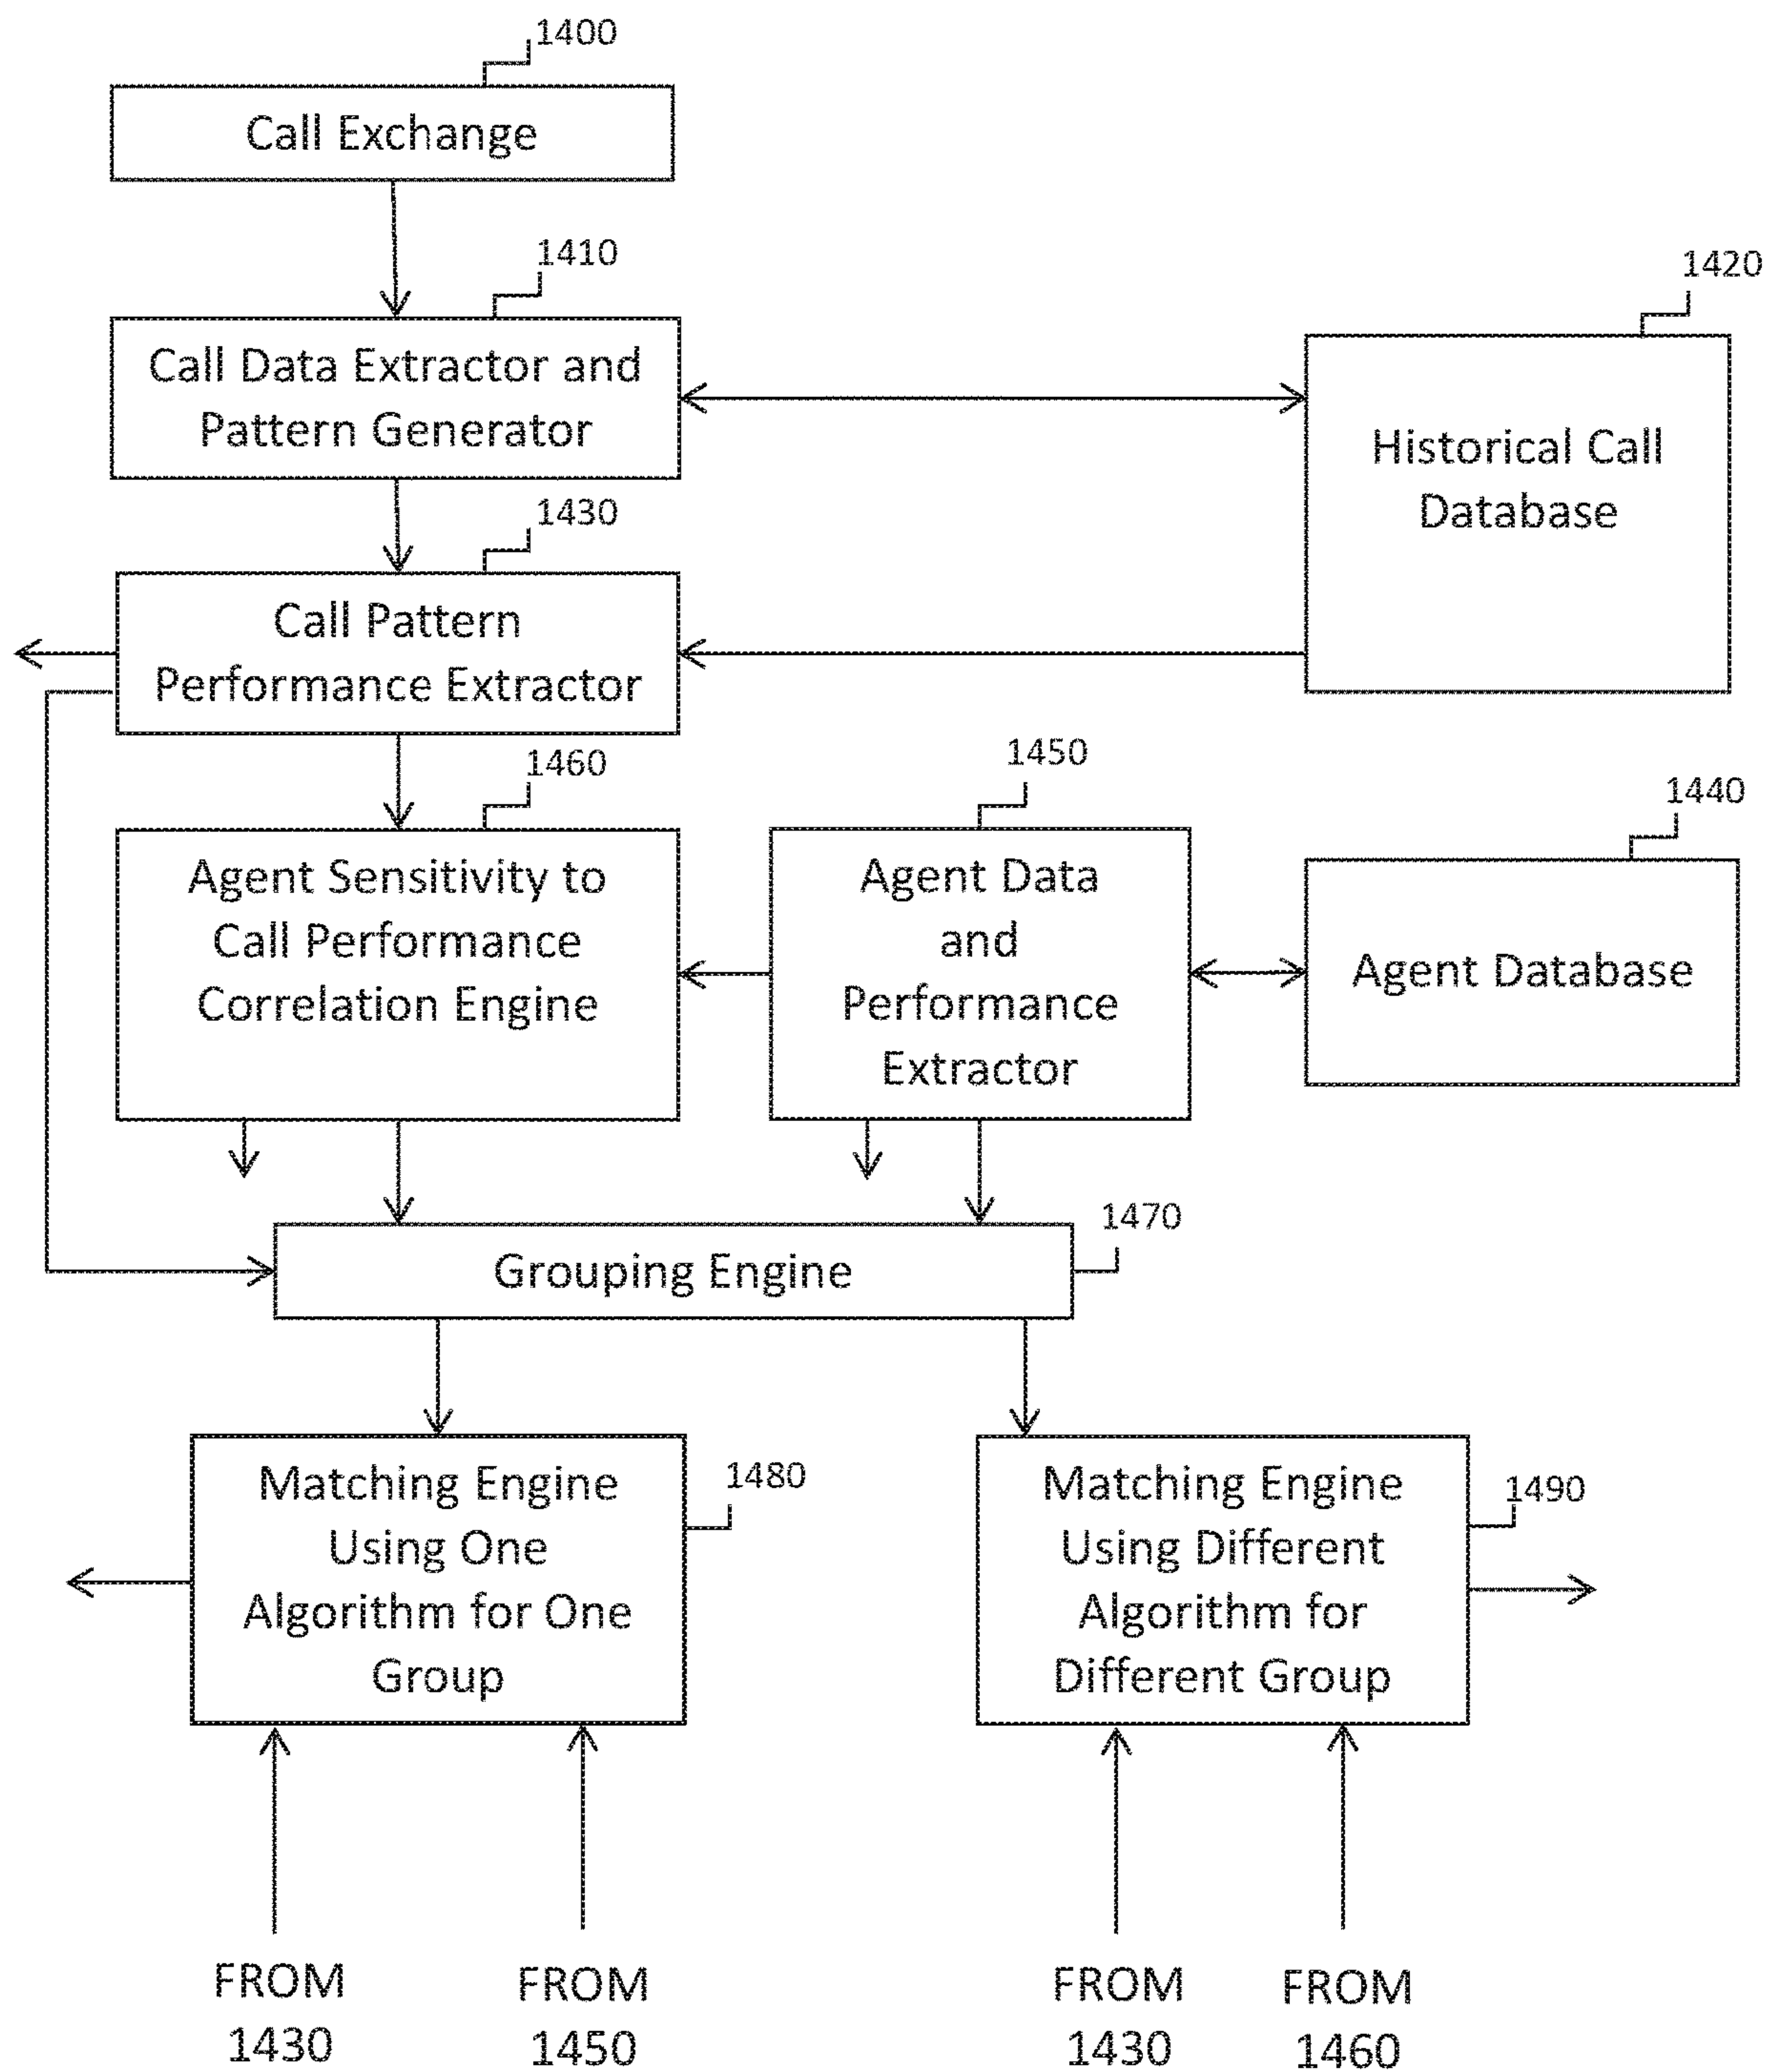 1400
Call Exchange
1410
1420
Call Data Extractor and
Pattern Generator
Historical Call
Database
1430
Call Pattern
Performance Extractor
1460
1450
1440
Agent Sensitivity to
Call Performance
Correlation Engine
Agent Data
and
Performance
Extractor
Agent Database
1470
Grouping Engine
1480
Matching Engine
Using One
Algorithm for One
Group
1490
Matching Engine
Using Different
Algorithm for
Different Group
FROM
1430
FROM
1450
FROM
1430
FROM
1460